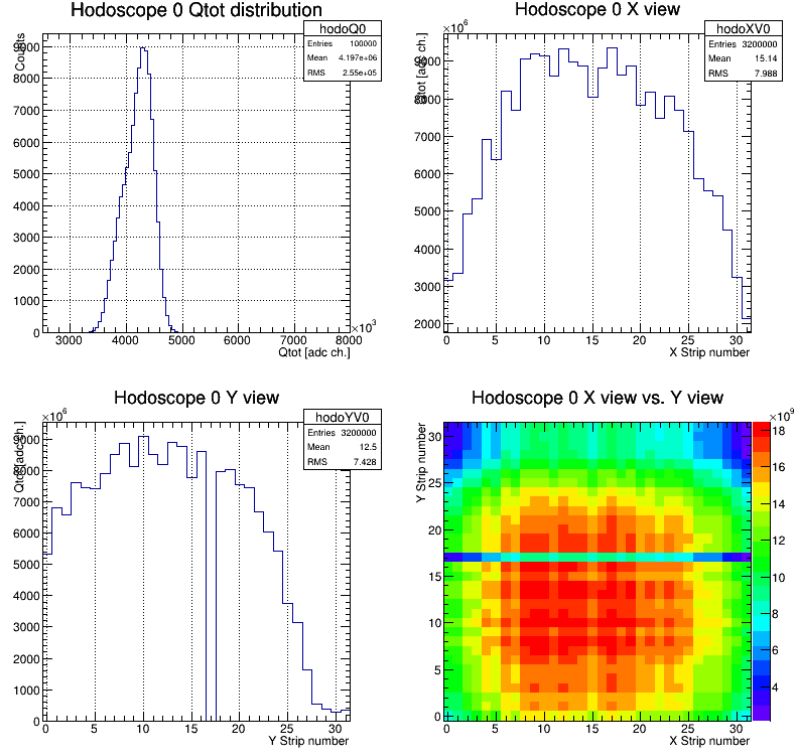 Hodoscope 0 Qtot distribution
Counts
hodoQ0
Entries 100000
Mean 4.197e+06
RMS 2.55e+05
9000
8000
7000
6000
5000
4000
3000
2000
1000
0
3000 4000 5000 6000 7000 8000
×10³
Qtot [adc ch.]
Hodoscope 0 X view
×10⁶
Qtot [adc ch.]
hodoXV0
Entries 3200000
Mean 15.14
RMS 7.988
9000
8000
7000
6000
5000
4000
3000
2000
0 5 10 15 20 25 30
X Strip number
Hodoscope 0 Y view
×10⁶
Qtot [adc ch.]
hodoYV0
Entries 3200000
Mean 12.5
RMS 7.428
9000
8000
7000
6000
5000
4000
3000
2000
1000
0
0 5 10 15 20 25 30
Y Strip number
Hodoscope 0 X view vs. Y view
×10⁹
Y Strip number
30
25
20
15
10
5
0
0 5 10 15 20 25 30
X Strip number
18
16
14
12
10
8
6
4